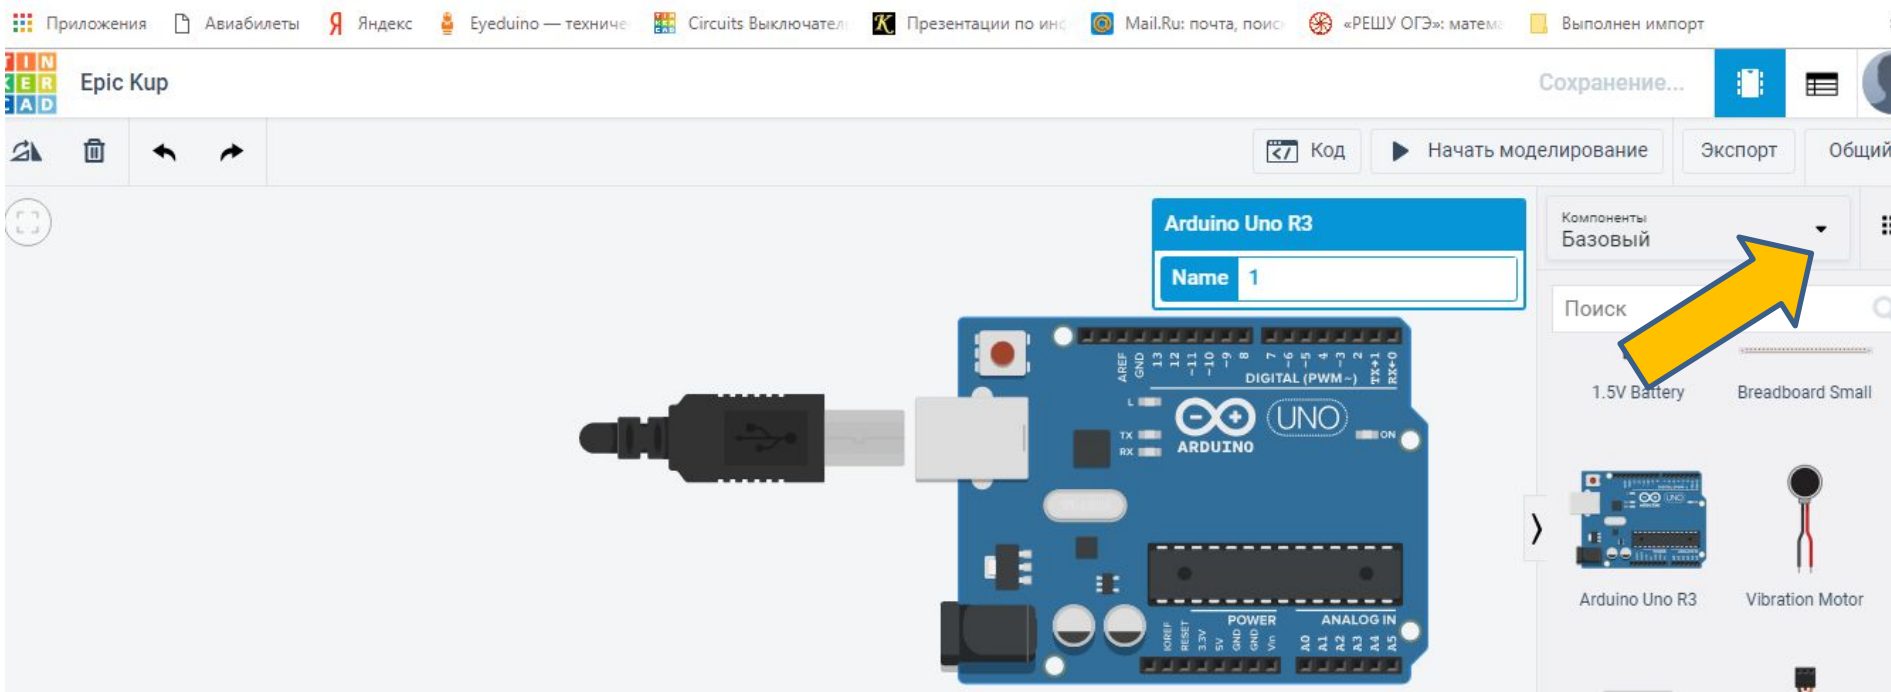 Приложения Авиабилеты Яндекс Eyeduino — техниче Circuits Выключател Презентации по инф Mail.Ru: почта, поис «РЕШУ ОГЭ»: матема Выполнен импорт
TINKERCAD
Epic Kup
Сохранение...
Код
Начать моделирование
Экспорт
Общий
Arduino Uno R3
Name 1
Компоненты
Базовый
Поиск
1.5V Battery
Breadboard Small
Arduino Uno R3
Vibration Motor
AREF GND 13 12 ~11 ~10 ~9 8 7 ~6 ~5 4 ~3 2 TX→1 RX←0
DIGITAL (PWM~)
L
TX
RX
ARDUINO
UNO
ON
POWER
ANALOG IN
IOREF RESET 3.3V 5V GND GND Vin A0 A1 A2 A3 A4 A5